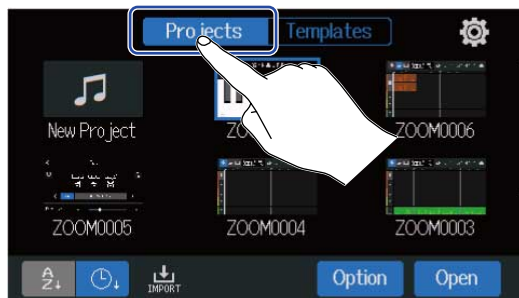 Projects Templates
New Project ZOOM0006
ZOOM0005 ZOOM0004 ZOOM0003
A
Z IMPORT Option Open